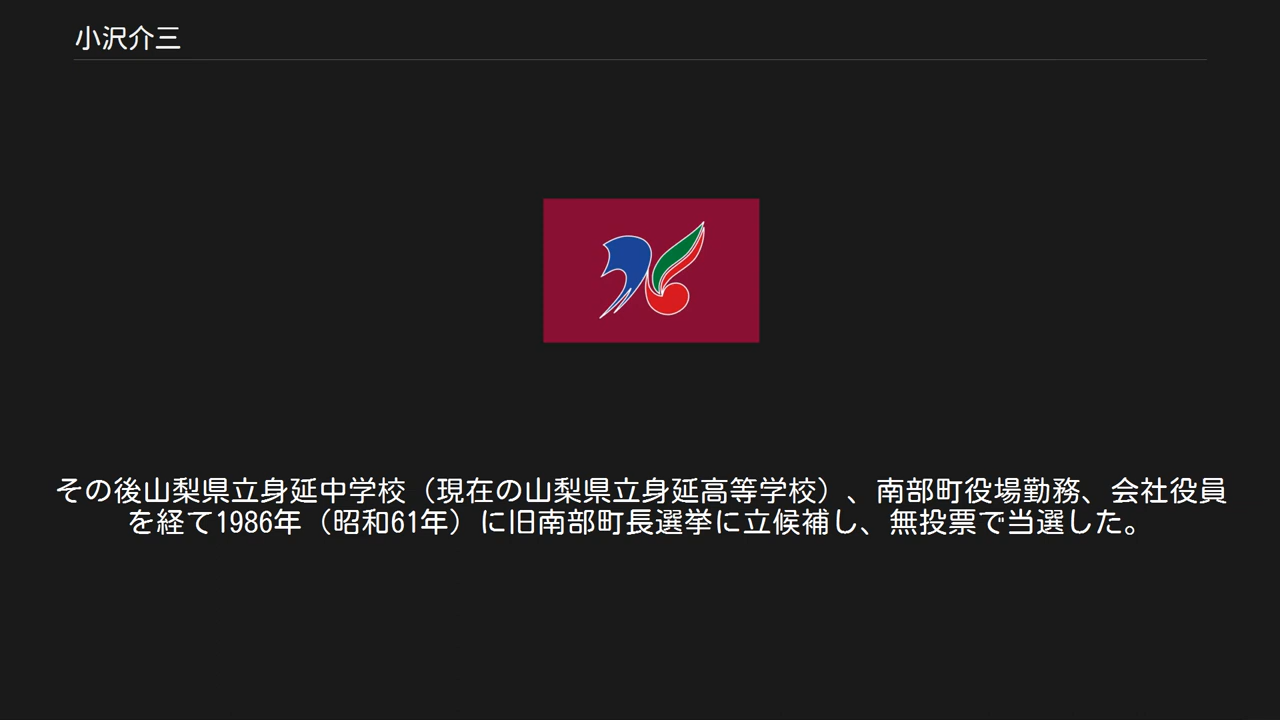 小沢介三
その後山梨県立身延中学校（現在の山梨県立身延高等学校）、南部町役場勤務、会社役員
を経て1986年（昭和61年）に旧南部町長選挙に立候補し、無投票で当選した。